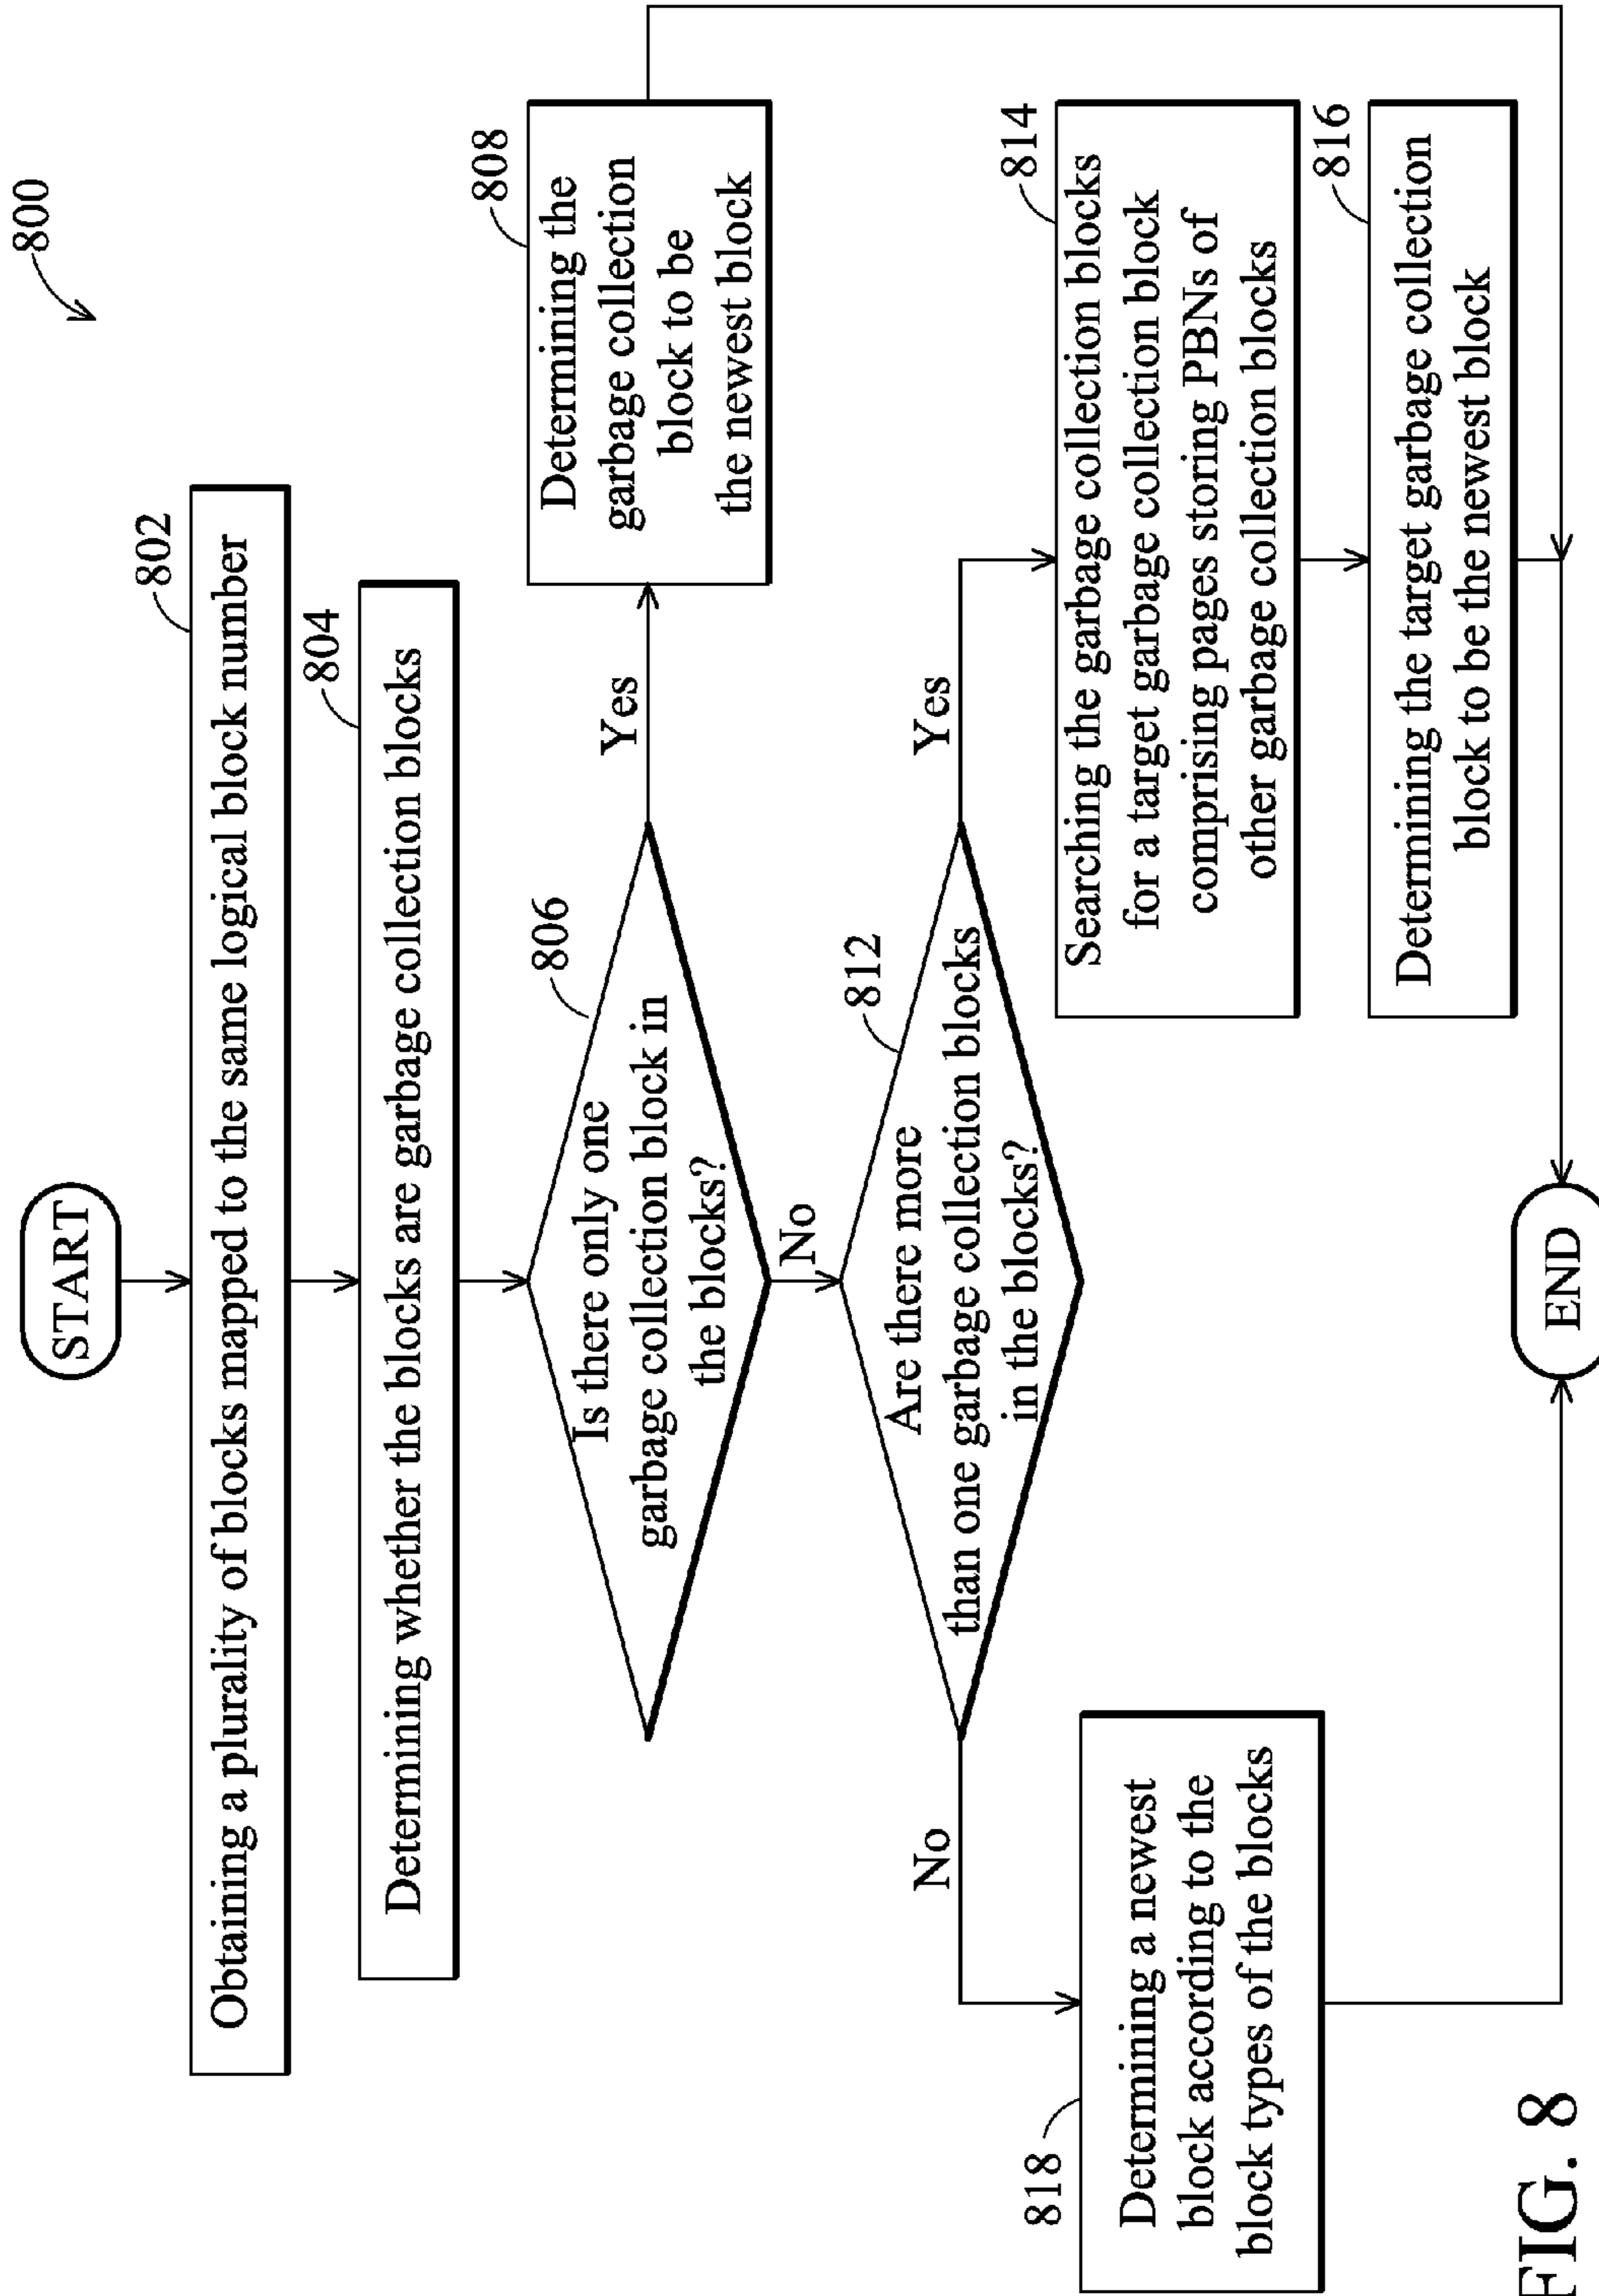 800
START
802
Obtaining a plurality of blocks mapped to the same logical block number
804
Determining whether the blocks are garbage collection blocks
806
Is there only one
garbage collection block in
the blocks?
Yes
808
Determining the
garbage collection
block to be
the newest block
No
812
Are there more
than one garbage collection blocks
in the blocks?
Yes
814
Searching the garbage collection blocks
for a target garbage collection block
comprising pages storing PBNs of
other garbage collection blocks
816
Determining the target garbage collection
block to be the newest block
No
818
Determining a newest
block according to the
block types of the blocks
END
FIG. 8